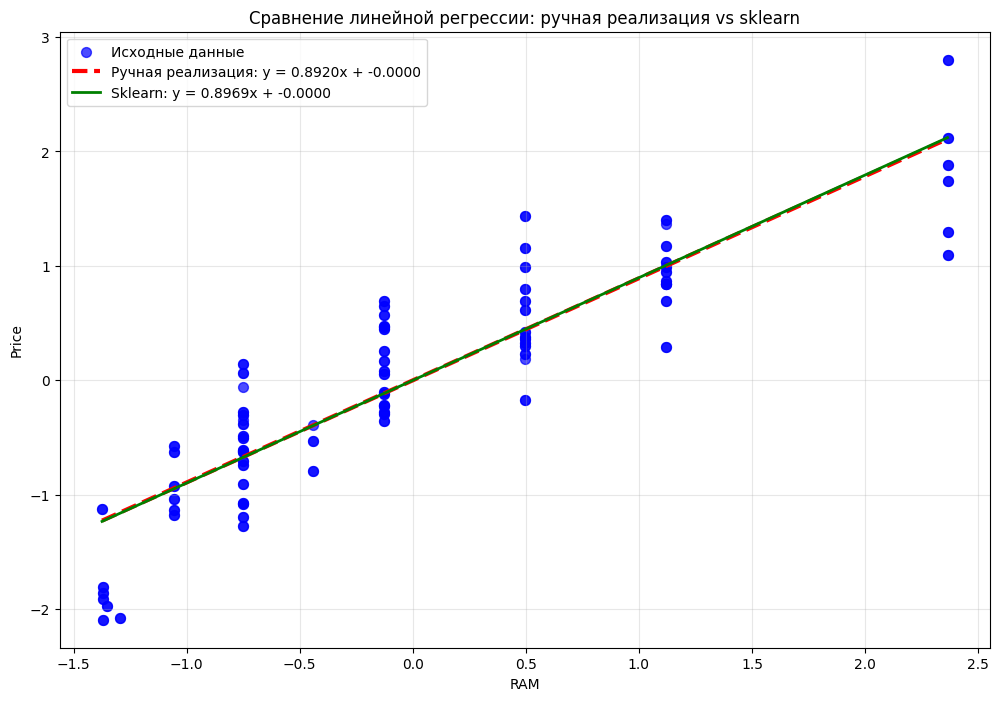 Сравнение линейной регрессии: ручная реализация vs sklearn
Исходные данные
Ручная реализация: y = 0.8920x + -0.0000
Sklearn: y = 0.8969x + -0.0000
Price
3
2
1
0
−1
−2
−1.5
−1.0
−0.5
0.0
0.5
1.0
1.5
2.0
2.5
RAM